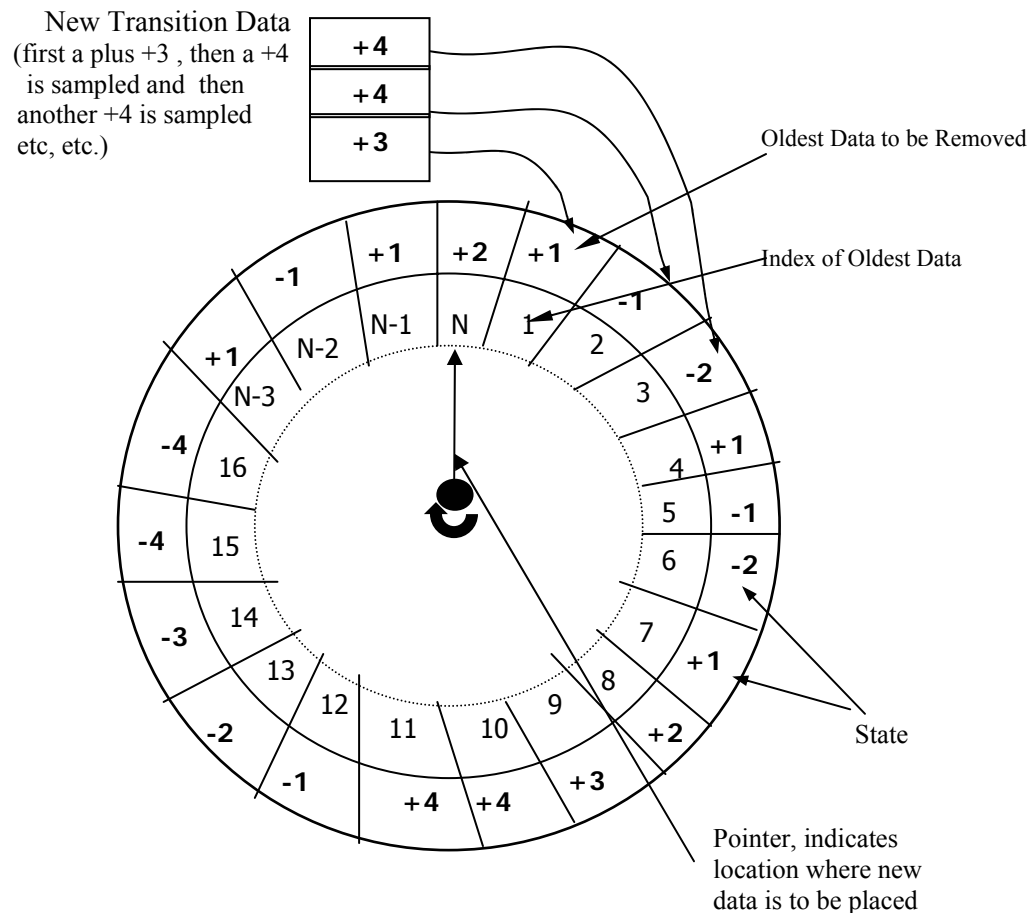 New Transition Data
(first a plus +3 , then a +4
is sampled and then
another +4 is sampled
etc, etc.)
+4
+4
+3
Oldest Data to be Removed
Index of Oldest Data
+2
+1
-1
-2
+1
-1
-2
+1
+2
+3
+4
+4
-1
-2
-3
-4
-4
+1
-1
+1
N
1
2
3
4
5
6
7
8
9
10
11
12
13
14
15
16
N-3
N-2
N-1
State
Pointer, indicates
location where new
data is to be placed